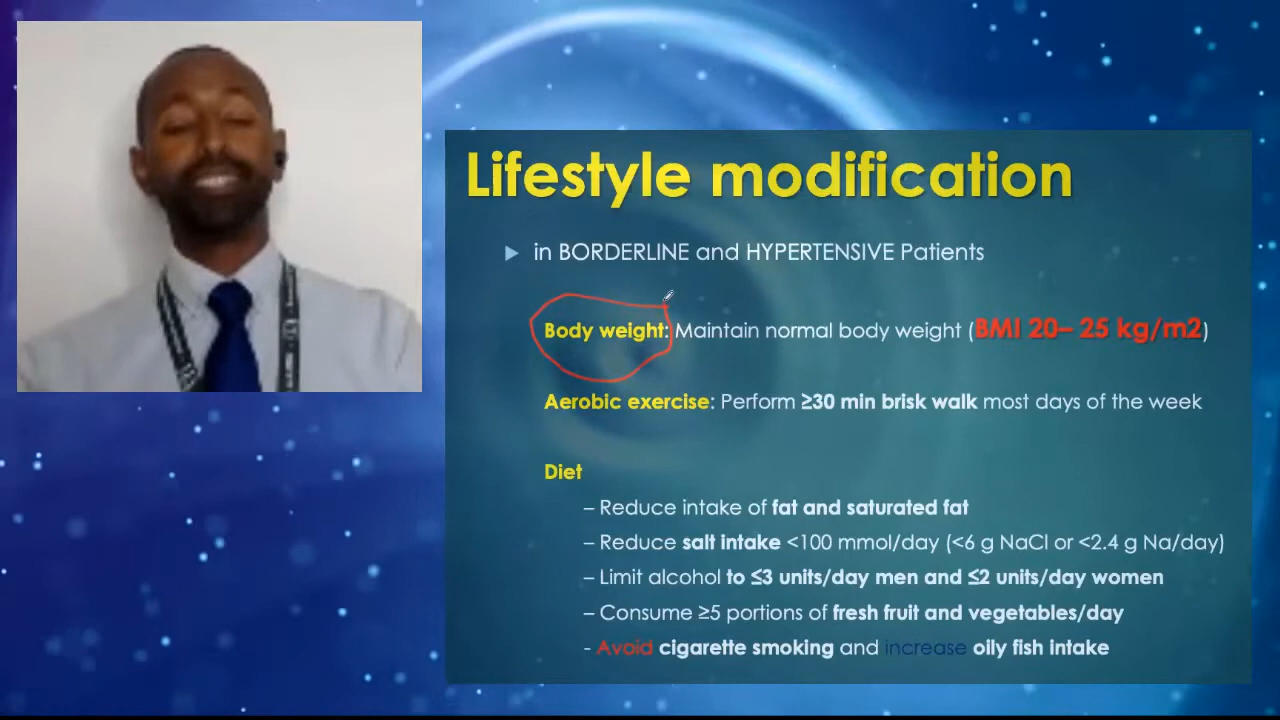 Lifestyle modification
in BORDERLINE and HYPERTENSIVE Patients
Body weight: Maintain normal body weight (BMI 20– 25 kg/m2)
Aerobic exercise: Perform ≥30 min brisk walk most days of the week
Diet
– Reduce intake of fat and saturated fat
– Reduce salt intake <100 mmol/day (<6 g NaCl or <2.4 g Na/day)
– Limit alcohol to ≤3 units/day men and ≤2 units/day women
– Consume ≥5 portions of fresh fruit and vegetables/day
- Avoid cigarette smoking and increase oily fish intake